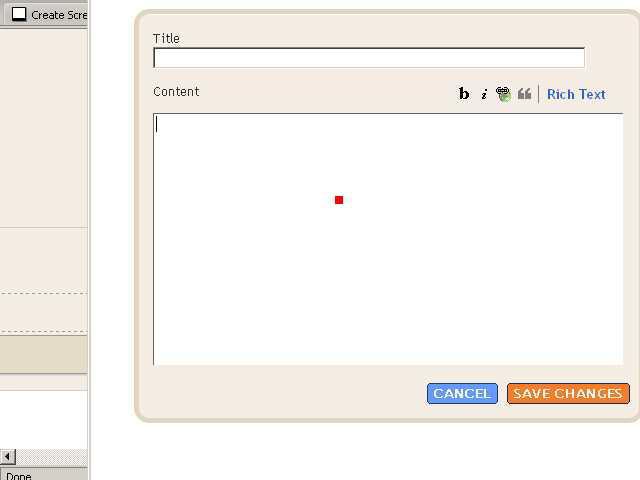 Create Scre
Title
Content
b i Rich Text
CANCEL SAVE CHANGES
Done